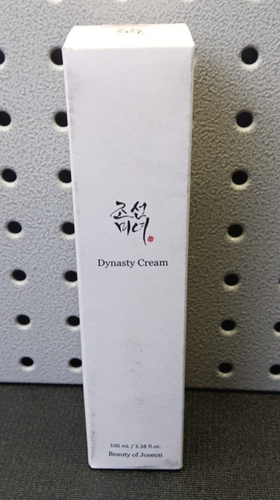 조선
미녀
Dynasty Cream
100 mL / 3.38 fl.oz.
Beauty of Joseon